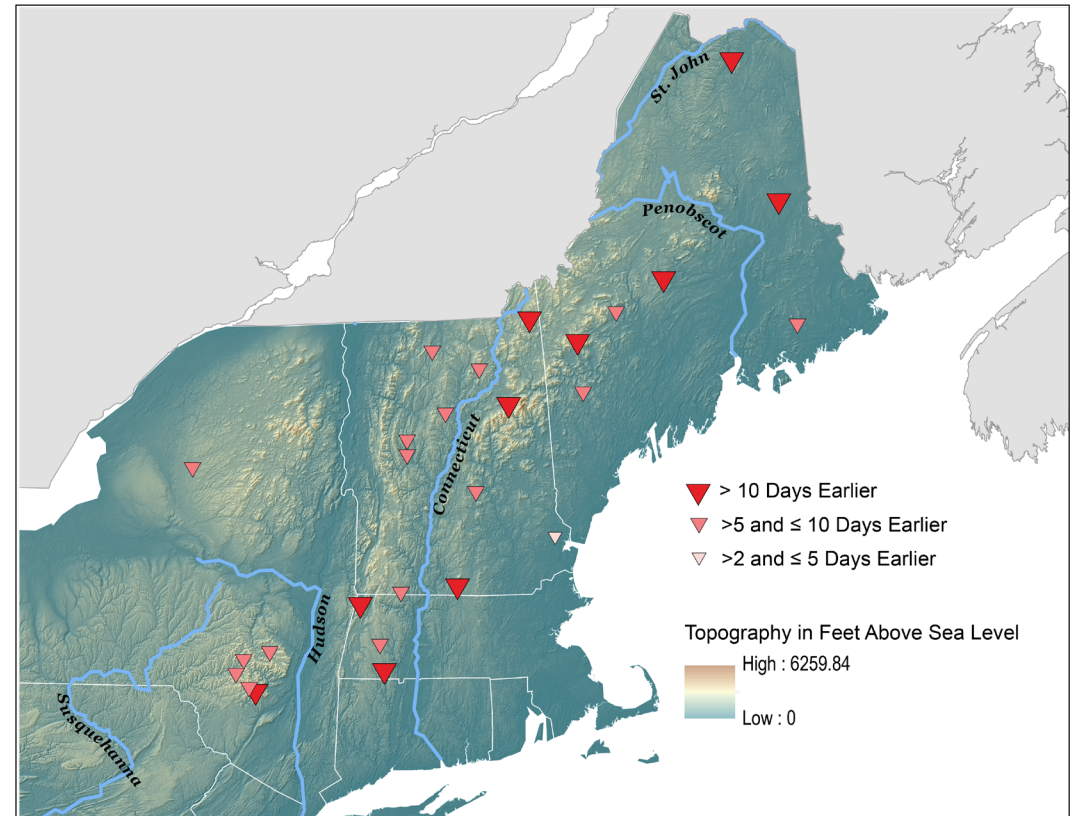 St. John
Penobscot
Connecticut
> 10 Days Earlier
>5 and ≤ 10 Days Earlier
>2 and ≤ 5 Days Earlier
Hudson
Topography in Feet Above Sea Level
High : 6259.84
Low : 0
Susquehanna